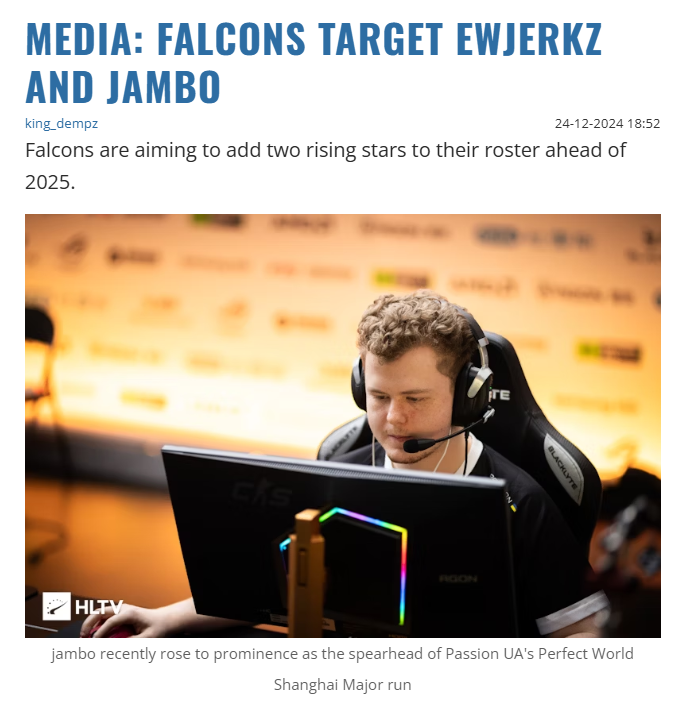 MEDIA: FALCONS TARGET EWJERKZ
AND JAMBO
king_dempz 24-12-2024 18:52
Falcons are aiming to add two rising stars to their roster ahead of
2025.
BLACKLYTE
AGON
HLTV
jambo recently rose to prominence as the spearhead of Passion UA's Perfect World
Shanghai Major run